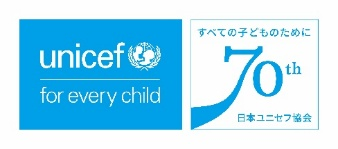 unicef
for every child
すべての子どものために
70th
日本ユニセフ協会